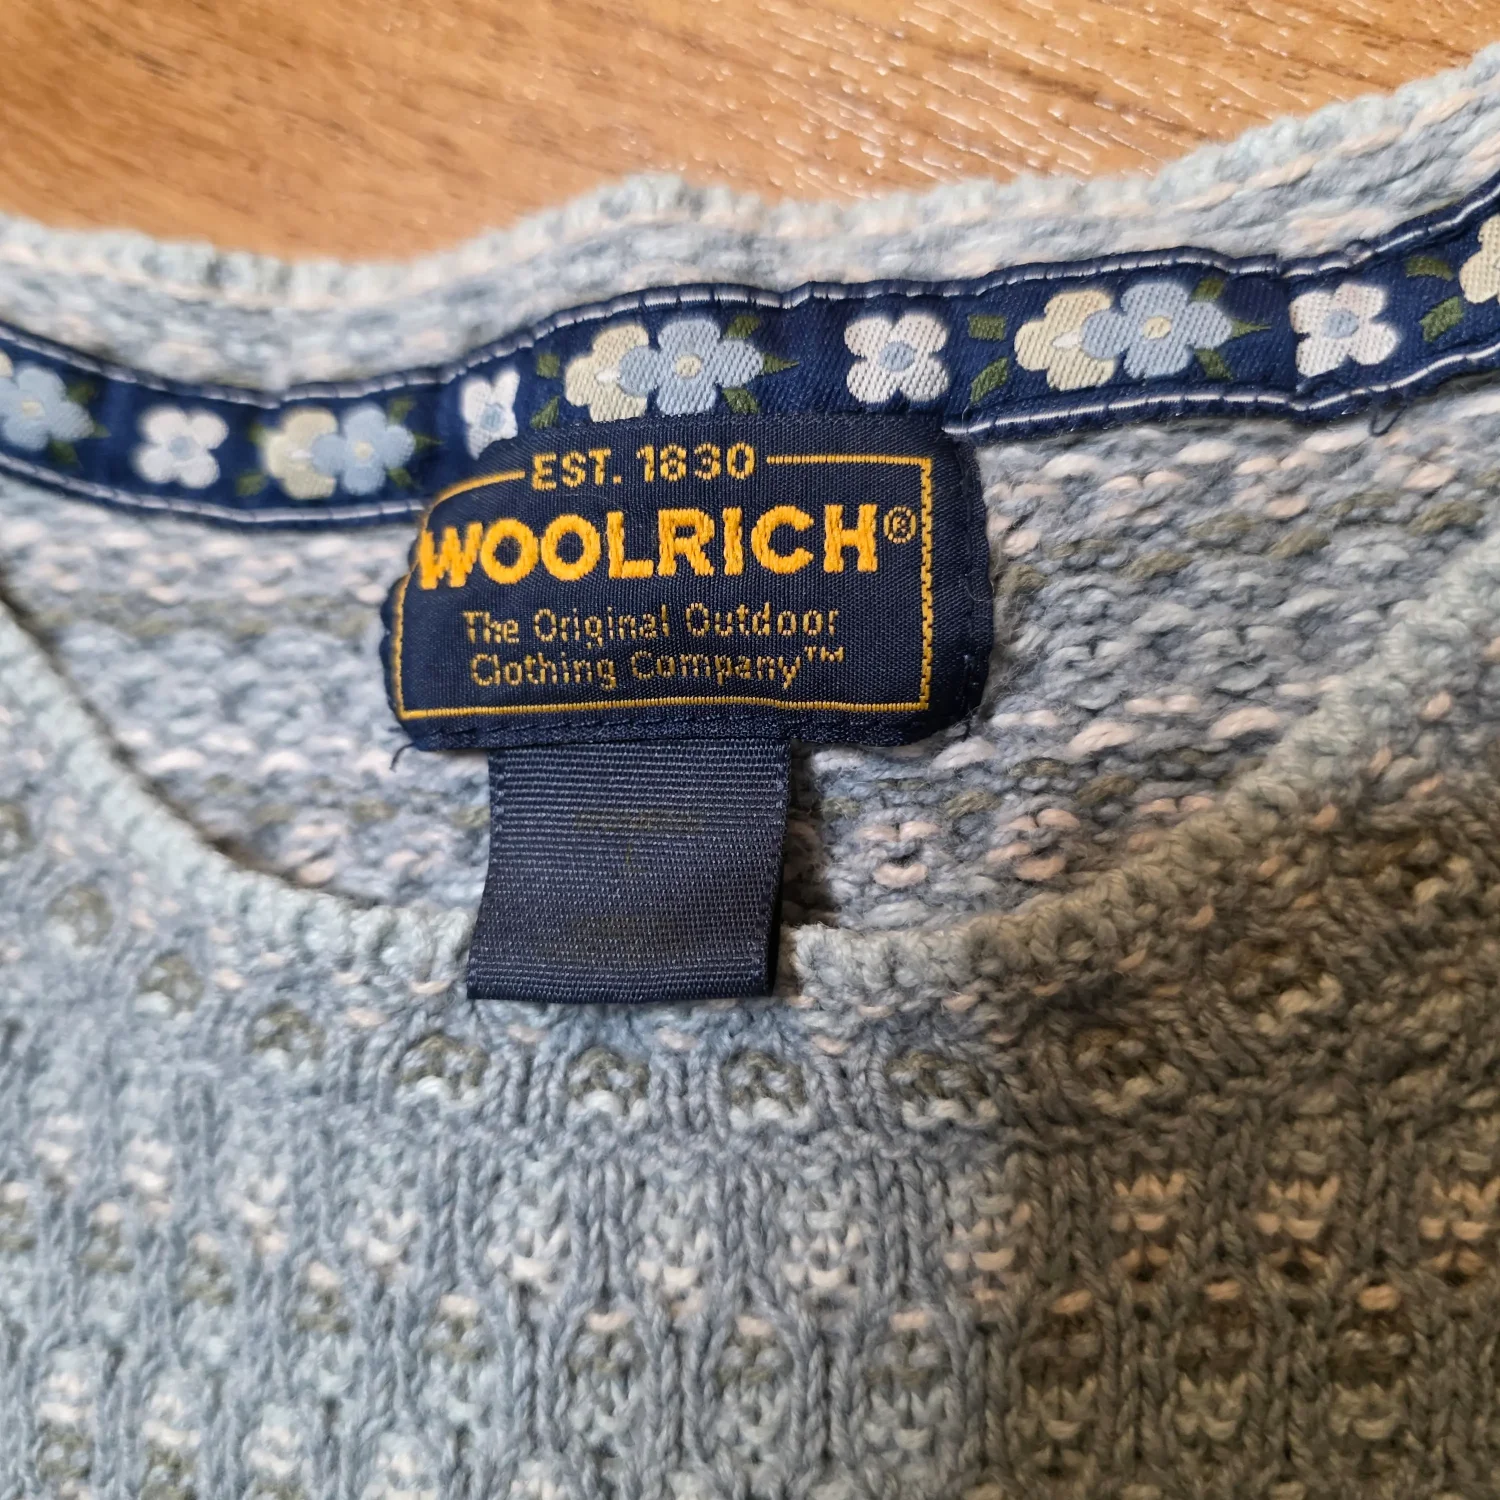 EST. 1830
WOOLRICH®
The Original Outdoor
Clothing Company™